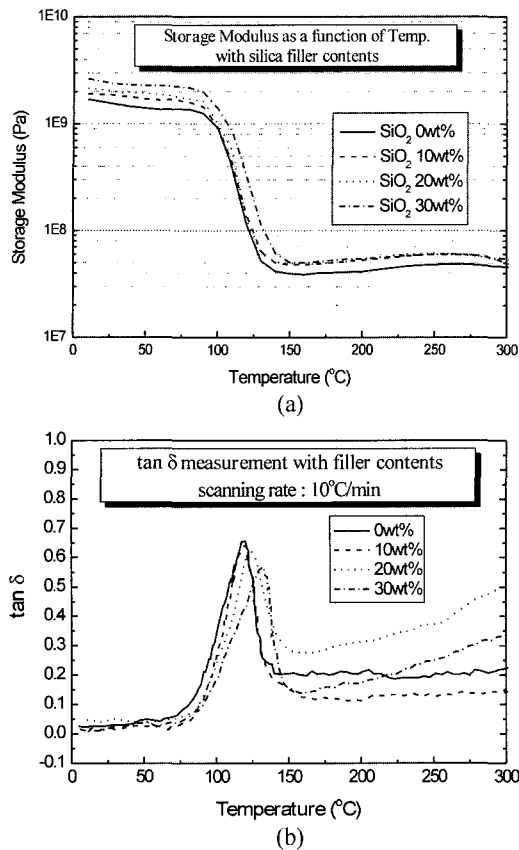 (a)
1E10
1E9
1E8
1E7
Storage Modulus (Pa)
Storage Modulus as a function of Temp.
with silica filler contents
SiO2 0wt%
SiO2 10wt%
SiO2 20wt%
SiO2 30wt%
0 50 100 150 200 250 300
Temperature (°C)
(a)
1.0
0.9
0.8
0.7
0.6
0.5
0.4
0.3
0.2
0.1
0.0
tan δ
tan δ measurement with filler contents
scanning rate : 10°C/min
0wt%
10wt%
20wt%
30wt%
0 50 100 150 200 250 300
Temperature (°C)
(b)